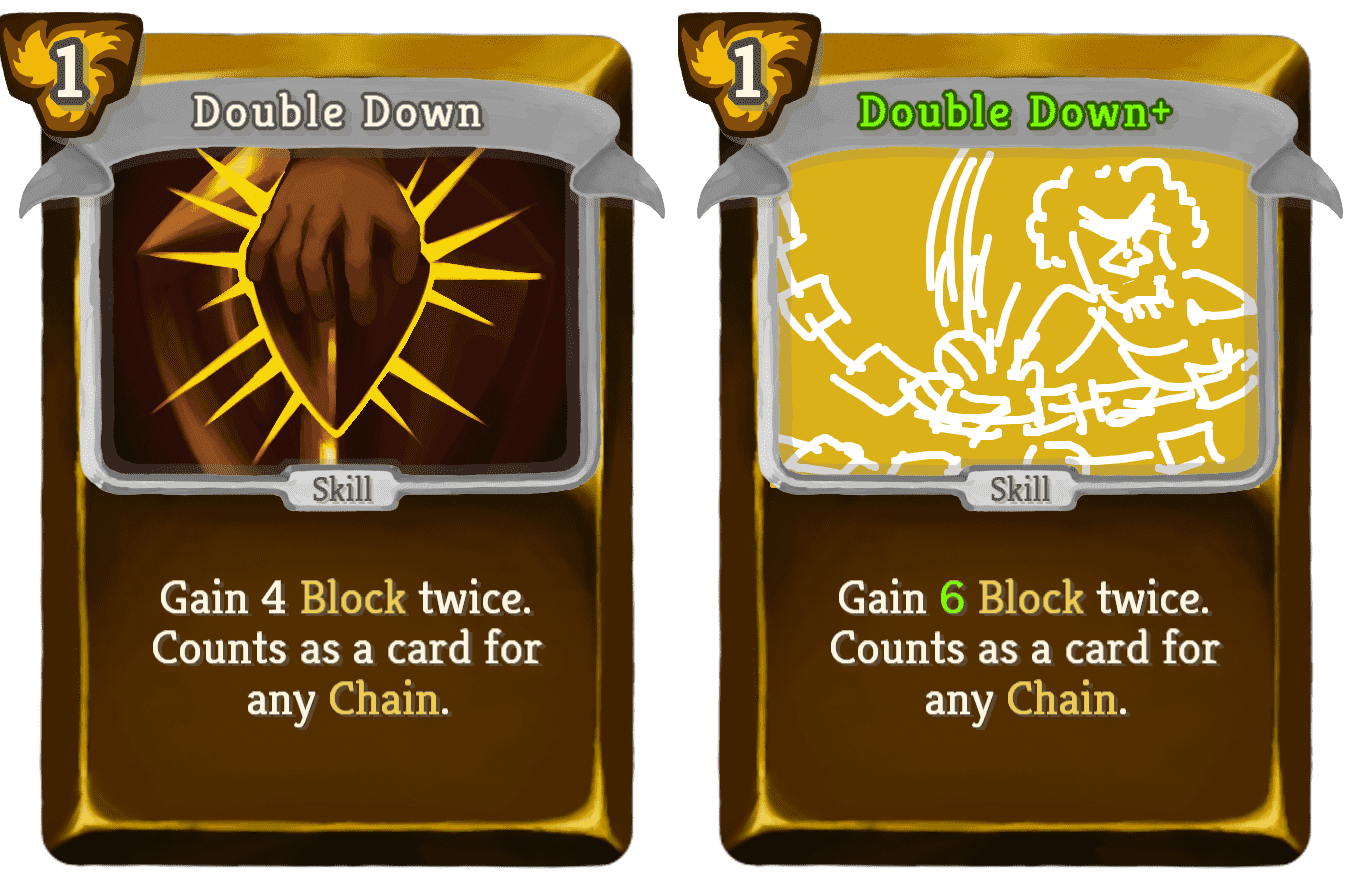 1
Double Down
Skill
Gain 4 Block twice.
Counts as a card for
any Chain.
1
Double Down+
Skill
Gain 6 Block twice.
Counts as a card for
any Chain.